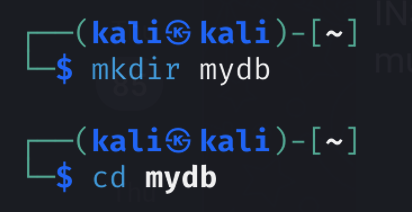 ┌──(kali㉿kali)-[~]
└─$ mkdir mydb
┌──(kali㉿kali)-[~]
└─$ cd mydb